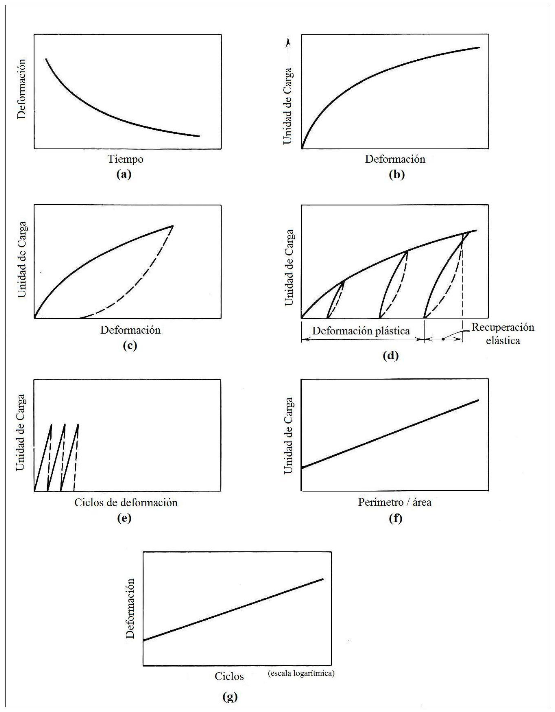 Deformación
Tiempo
(a)
Unidad de Carga
Deformación
(b)
Unidad de Carga
Deformación
(c)
Unidad de Carga
Deformación plástica
Recuperación
elástica
(d)
Unidad de Carga
Ciclos de deformación
(e)
Unidad de Carga
Perímetro / área
(f)
Deformación
Ciclos (escala logarítmica)
(g)